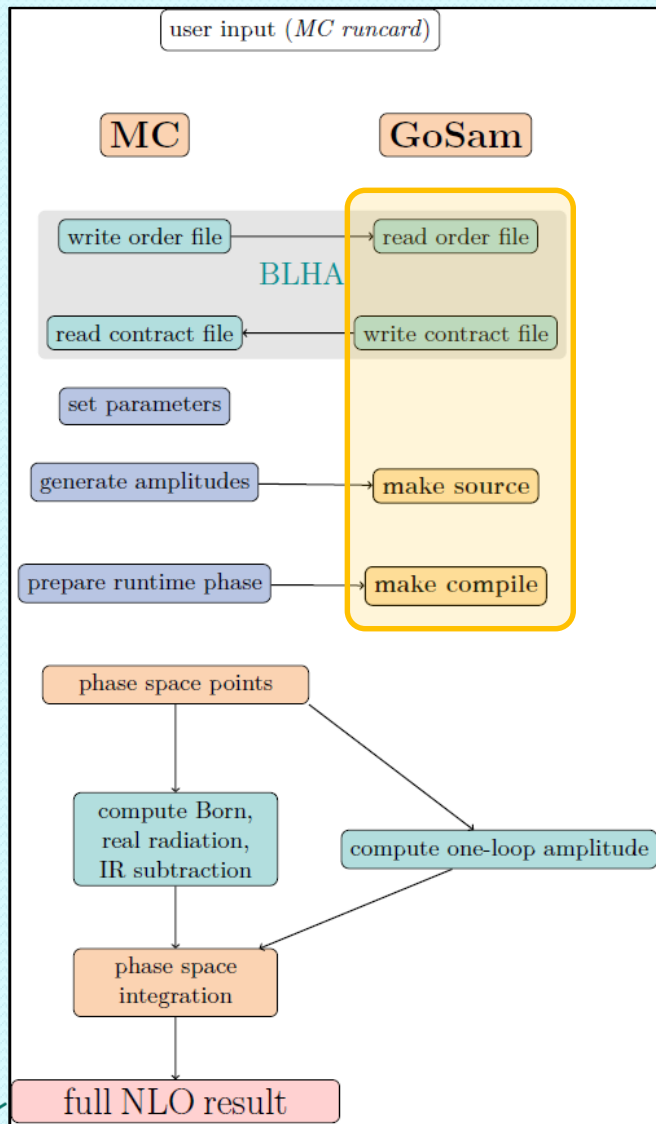 user input (MC runcard)
MC
GoSam
write order file
read order file
BLHA
read contract file
write contract file
set parameters
generate amplitudes
make source
prepare runtime phase
make compile
phase space points
compute Born,
real radiation,
IR subtraction
compute one-loop amplitude
phase space
integration
full NLO result